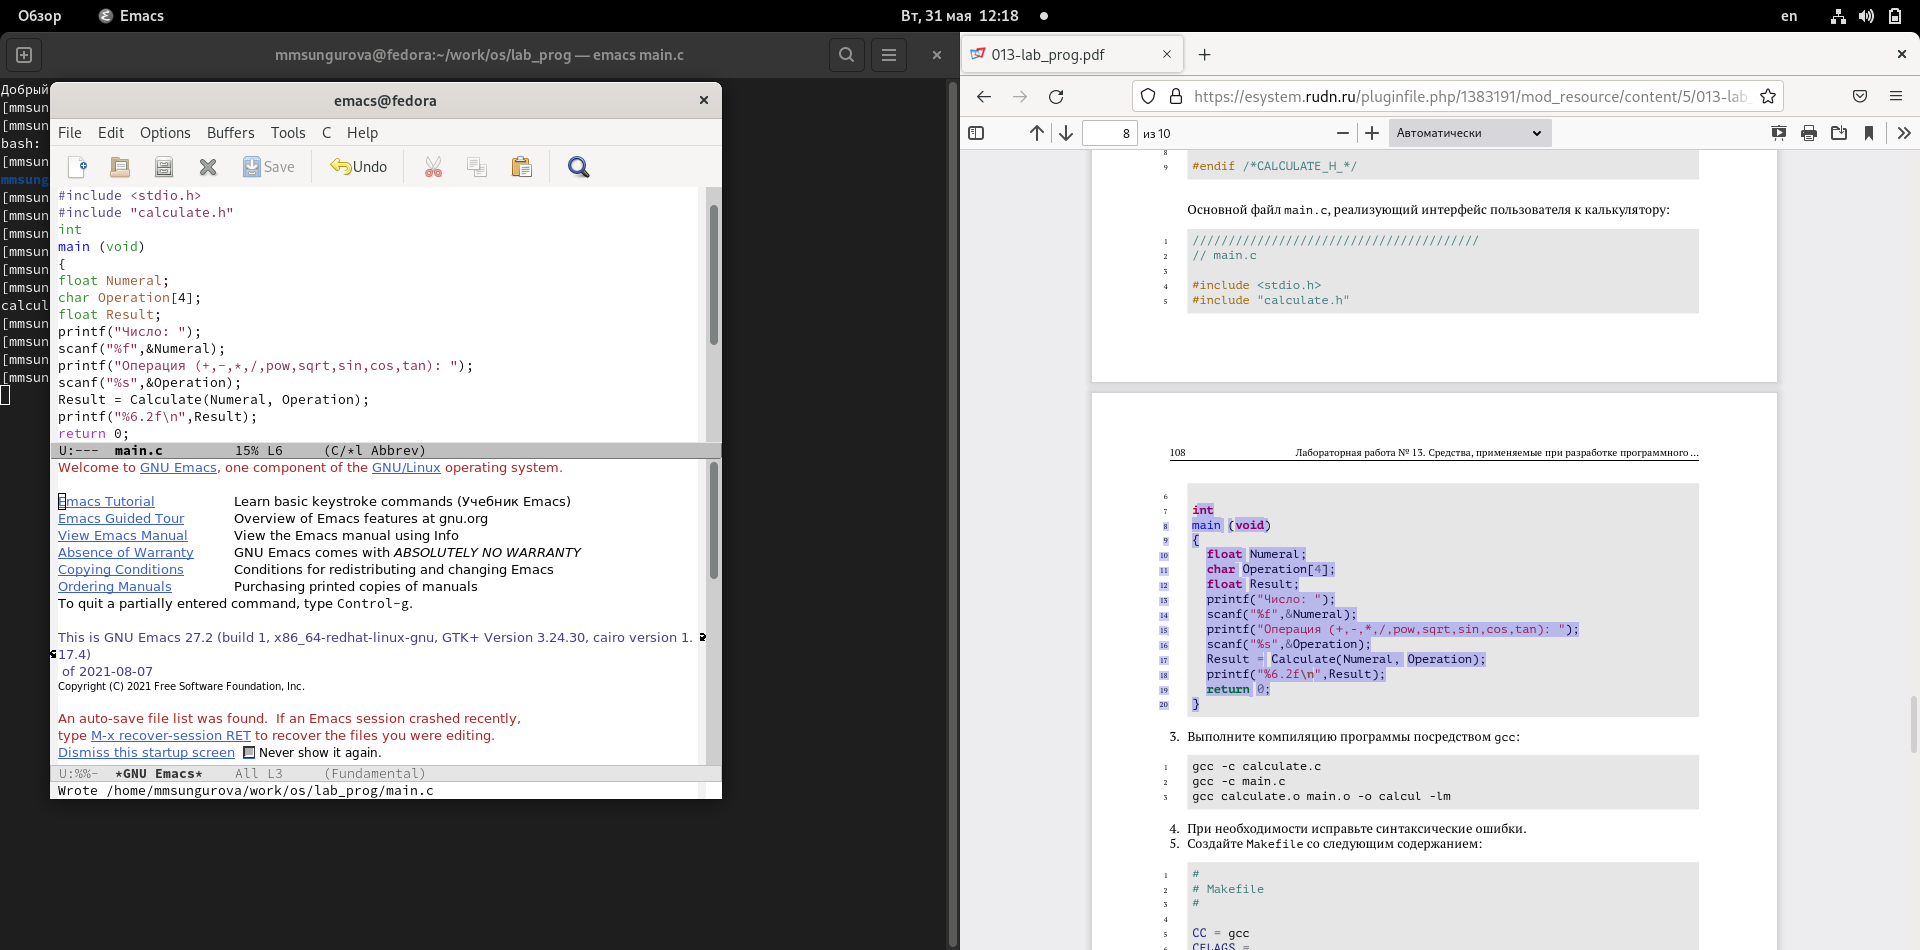 Обзор Emacs Вт, 31 мая 12:18 en
mmsungurova@fedora:~/work/os/lab_prog — emacs main.c
Добрый
[mmsun
[mmsun
bash:
[mmsun
mmsung
[mmsun
[mmsun
[mmsun
[mmsun
[mmsun
[mmsun
calcul
[mmsun
[mmsun
[mmsun
[mmsun
emacs@fedora
File Edit Options Buffers Tools C Help
Save Undo
#include <stdio.h>
#include "calculate.h"
int
main (void)
{
float Numeral;
char Operation[4];
float Result;
printf("Число: ");
scanf("%f",&Numeral);
printf("Операция (+,-,*,/,pow,sqrt,sin,cos,tan): ");
scanf("%s",&Operation);
Result = Calculate(Numeral, Operation);
printf("%6.2f\n",Result);
return 0;
U:--- main.c 15% L6 (C/*l Abbrev)
Welcome to GNU Emacs, one component of the GNU/Linux operating system.
Emacs Tutorial Learn basic keystroke commands (Учебник Emacs)
Emacs Guided Tour Overview of Emacs features at gnu.org
View Emacs Manual View the Emacs manual using Info
Absence of Warranty GNU Emacs comes with ABSOLUTELY NO WARRANTY
Copying Conditions Conditions for redistributing and changing Emacs
Ordering Manuals Purchasing printed copies of manuals
To quit a partially entered command, type Control-g.
This is GNU Emacs 27.2 (build 1, x86_64-redhat-linux-gnu, GTK+ Version 3.24.30, cairo version 1.
17.4)
of 2021-08-07
Copyright (C) 2021 Free Software Foundation, Inc.
An auto-save file list was found. If an Emacs session crashed recently,
type M-x recover-session RET to recover the files you were editing.
Dismiss this startup screen Never show it again.
U:%%- *GNU Emacs* All L3 (Fundamental)
Wrote /home/mmsungurova/work/os/lab_prog/main.c
013-lab_prog.pdf
https://esystem.rudn.ru/pluginfile.php/1383191/mod_resource/content/5/013-lab_
8 из 10 Автоматически
8
9 #endif /*CALCULATE_H_*/
Основной файл main.c, реализующий интерфейс пользователя к калькулятору:
1 ////////////////////////////////////////
2 // main.c
3
4 #include <stdio.h>
5 #include "calculate.h"
108 Лабораторная работа № 13. Средства, применяемые при разработке программного ...
6
7 int
8 main (void)
9 {
10 float Numeral;
11 char Operation[4];
12 float Result;
13 printf("Число: ");
14 scanf("%f",&Numeral);
15 printf("Операция (+,-,*,/,pow,sqrt,sin,cos,tan): ");
16 scanf("%s",&Operation);
17 Result = Calculate(Numeral, Operation);
18 printf("%6.2f\n",Result);
19 return 0;
20 }
3. Выполните компиляцию программы посредством gcc:
1 gcc -c calculate.c
2 gcc -c main.c
3 gcc calculate.o main.o -o calcul -lm
4. При необходимости исправьте синтаксические ошибки.
5. Создайте Makefile со следующим содержанием:
1 #
2 # Makefile
3 #
4
5 CC = gcc
6 CFLAGS =